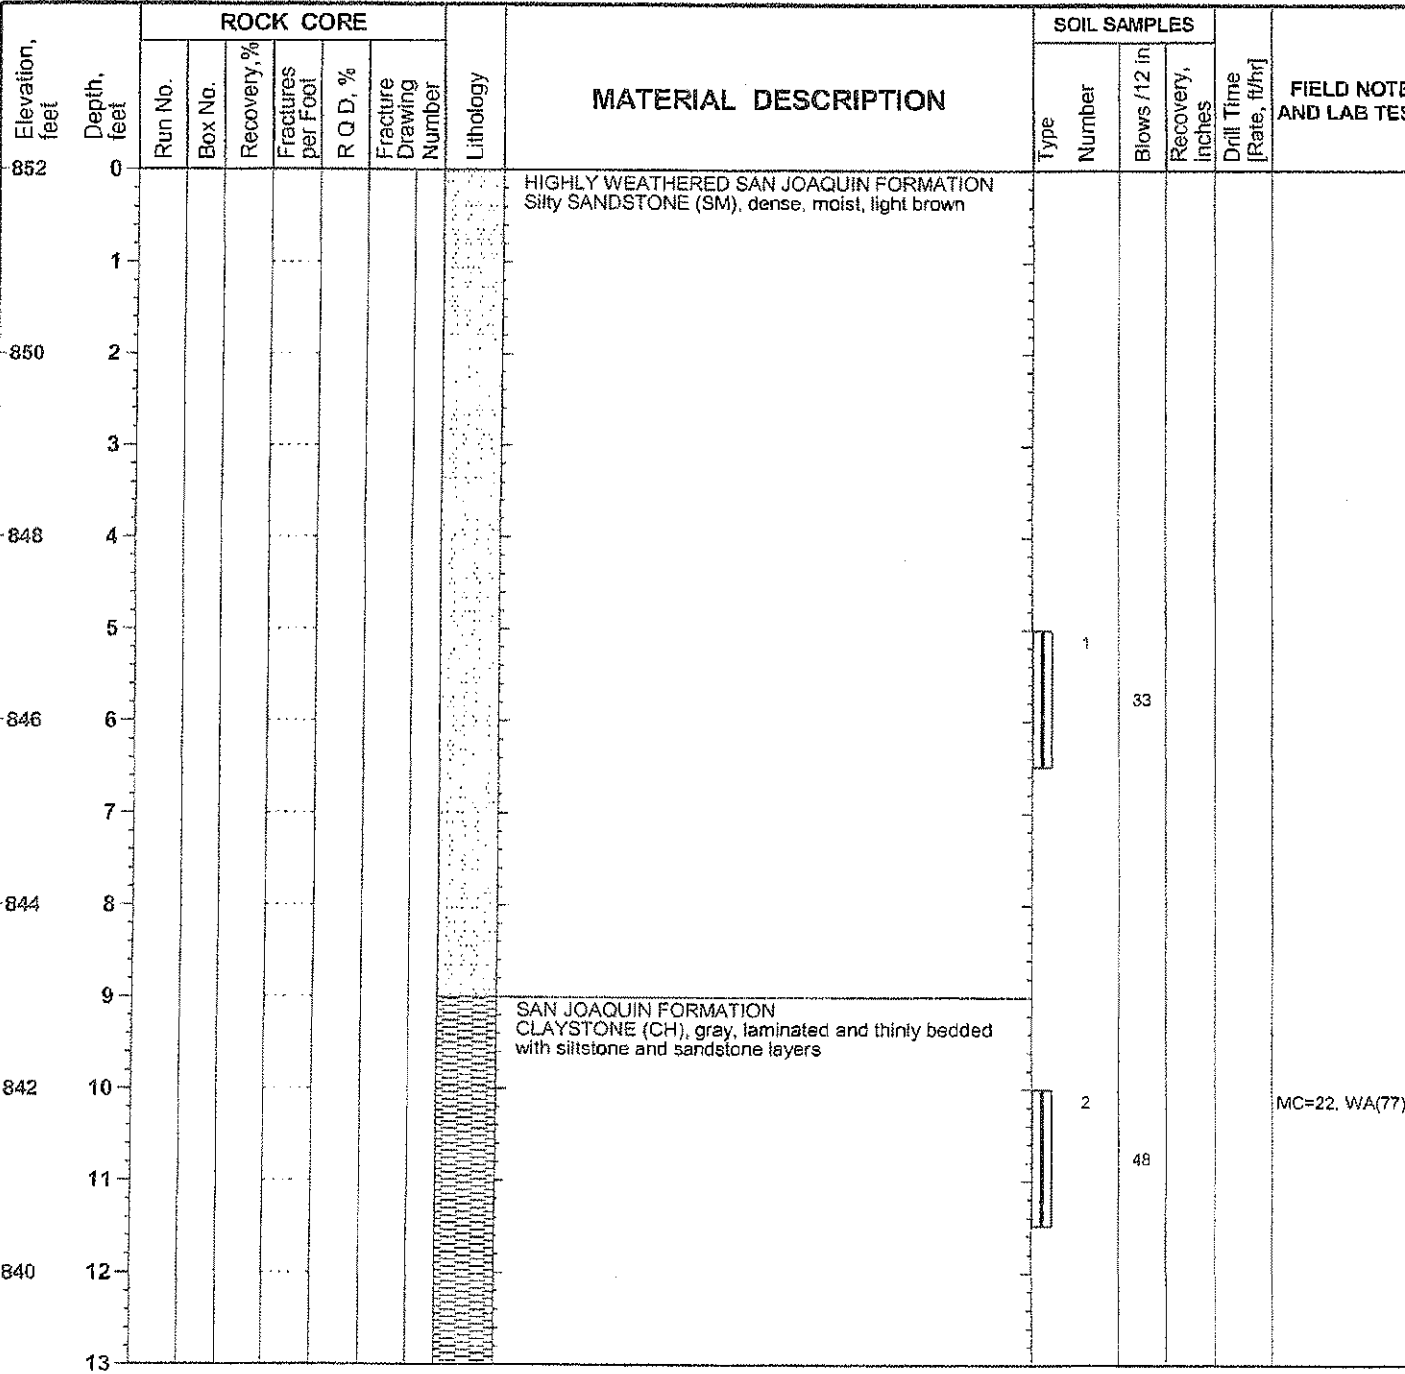 ROCK CORE
SOIL SAMPLES
Elevation,
feet
Depth,
feet
Run No.
Box No.
Recovery,%
Fractures
per Foot
R Q D, %
Fracture
Drawing
Number
Lithology
MATERIAL DESCRIPTION
Type
Number
Blows /12 in
Recovery,
inches
Drill Time
[Rate, ft/hr]
FIELD NOTE
AND LAB TES
852 0
HIGHLY WEATHERED SAN JOAQUIN FORMATION
Silty SANDSTONE (SM), dense, moist, light brown
1
850 2
3
848 4
5
1
33
846 6
7
844 8
9
SAN JOAQUIN FORMATION
CLAYSTONE (CH), gray, laminated and thinly bedded
with siltstone and sandstone layers
842 10
2
MC=22, WA(77)
48
11
840 12
13